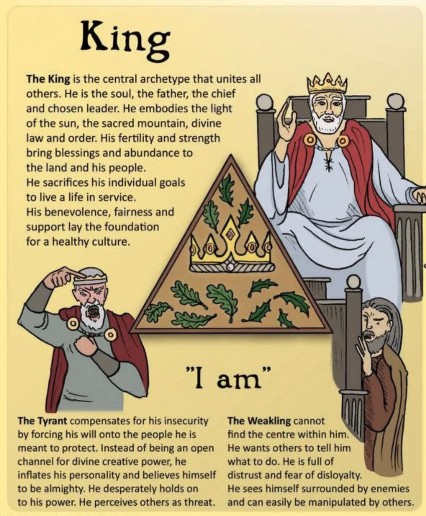 King
The King is the central archetype that unites all
others. He is the soul, the father, the chief
and chosen leader. He embodies the light
of the sun, the sacred mountain, divine
law and order. His fertility and strength
bring blessings and abundance to
the land and his people.
He sacrifices his individual goals
to live a life in service.
His benevolence, fairness and
support lay the foundation
for a healthy culture.
"I am"
The Tyrant compensates for his insecurity
by forcing his will onto the people he is
meant to protect. Instead of being an open
channel for divine creative power, he
inflates his personality and believes himself
to be almighty. He desperately holds on
to his power. He perceives others as threat.
The Weakling cannot
find the centre within him.
He wants others to tell him
what to do. He is full of
distrust and fear of disloyalty.
He sees himself surrounded by enemies
and can easily be manipulated by others.